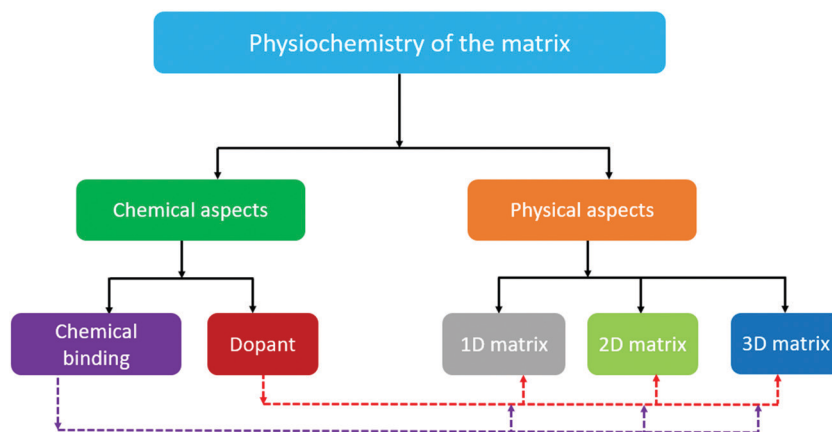 Physiochemistry of the matrix
Chemical aspects
Physical aspects
Chemical
binding
Dopant
1D matrix
2D matrix
3D matrix